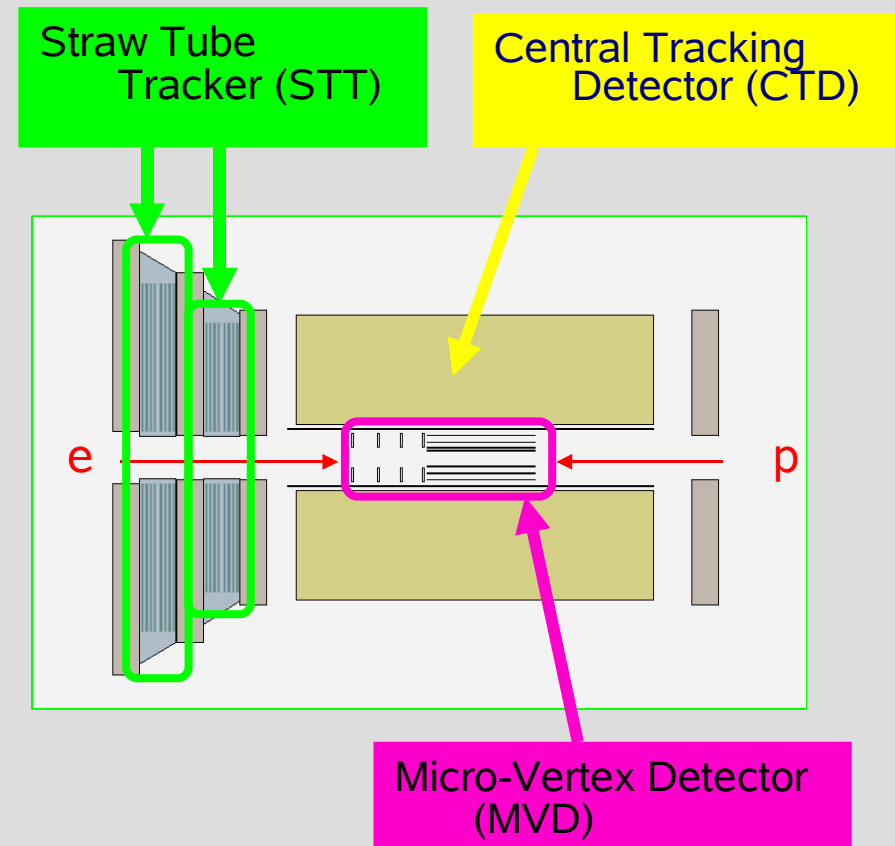 Straw Tube
Tracker (STT)
Central Tracking
Detector (CTD)
e
p
Micro-Vertex Detector
(MVD)